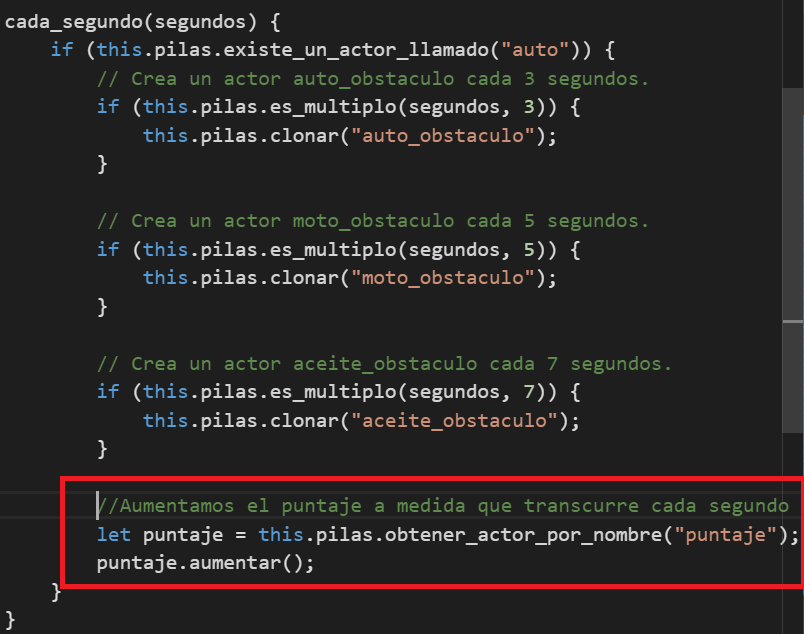 cada_segundo(segundos) {
    if (this.pilas.existe_un_actor_llamado("auto")) {
        // Crea un actor auto_obstaculo cada 3 segundos.
        if (this.pilas.es_multiplo(segundos, 3)) {
            this.pilas.clonar("auto_obstaculo");
        }
        // Crea un actor moto_obstaculo cada 5 segundos.
        if (this.pilas.es_multiplo(segundos, 5)) {
            this.pilas.clonar("moto_obstaculo");
        }
        // Crea un actor aceite_obstaculo cada 7 segundos.
        if (this.pilas.es_multiplo(segundos, 7)) {
            this.pilas.clonar("aceite_obstaculo");
        }
        //Aumentamos el puntaje a medida que transcurre cada segundo
        let puntaje = this.pilas.obtener_actor_por_nombre("puntaje");
        puntaje.aumentar();
    }
}